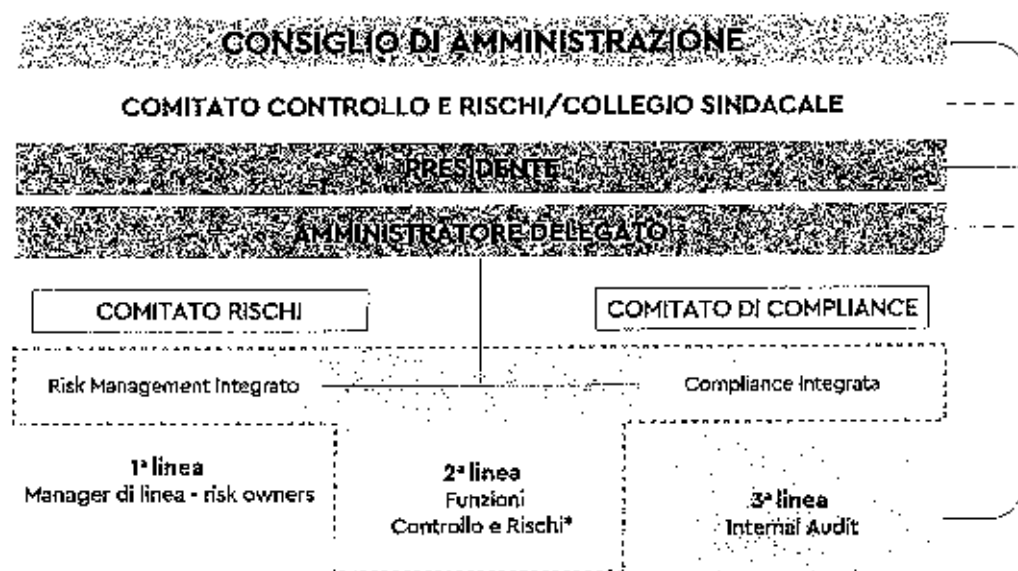 CONSIGLIO DI AMMINISTRAZIONE
COMITATO CONTROLLO E RISCHI/COLLEGIO SINDACALE
PRESIDENTE
AMMINISTRATORE DELEGATO
COMITATO RISCHI
COMITATO DI COMPLIANCE
Risk Management Integrato
Compliance Integrata
1ª linea
Manager di linea - risk owners
2ª linea
Funzioni
Controllo e Rischi*
3ª linea
Internal Audit